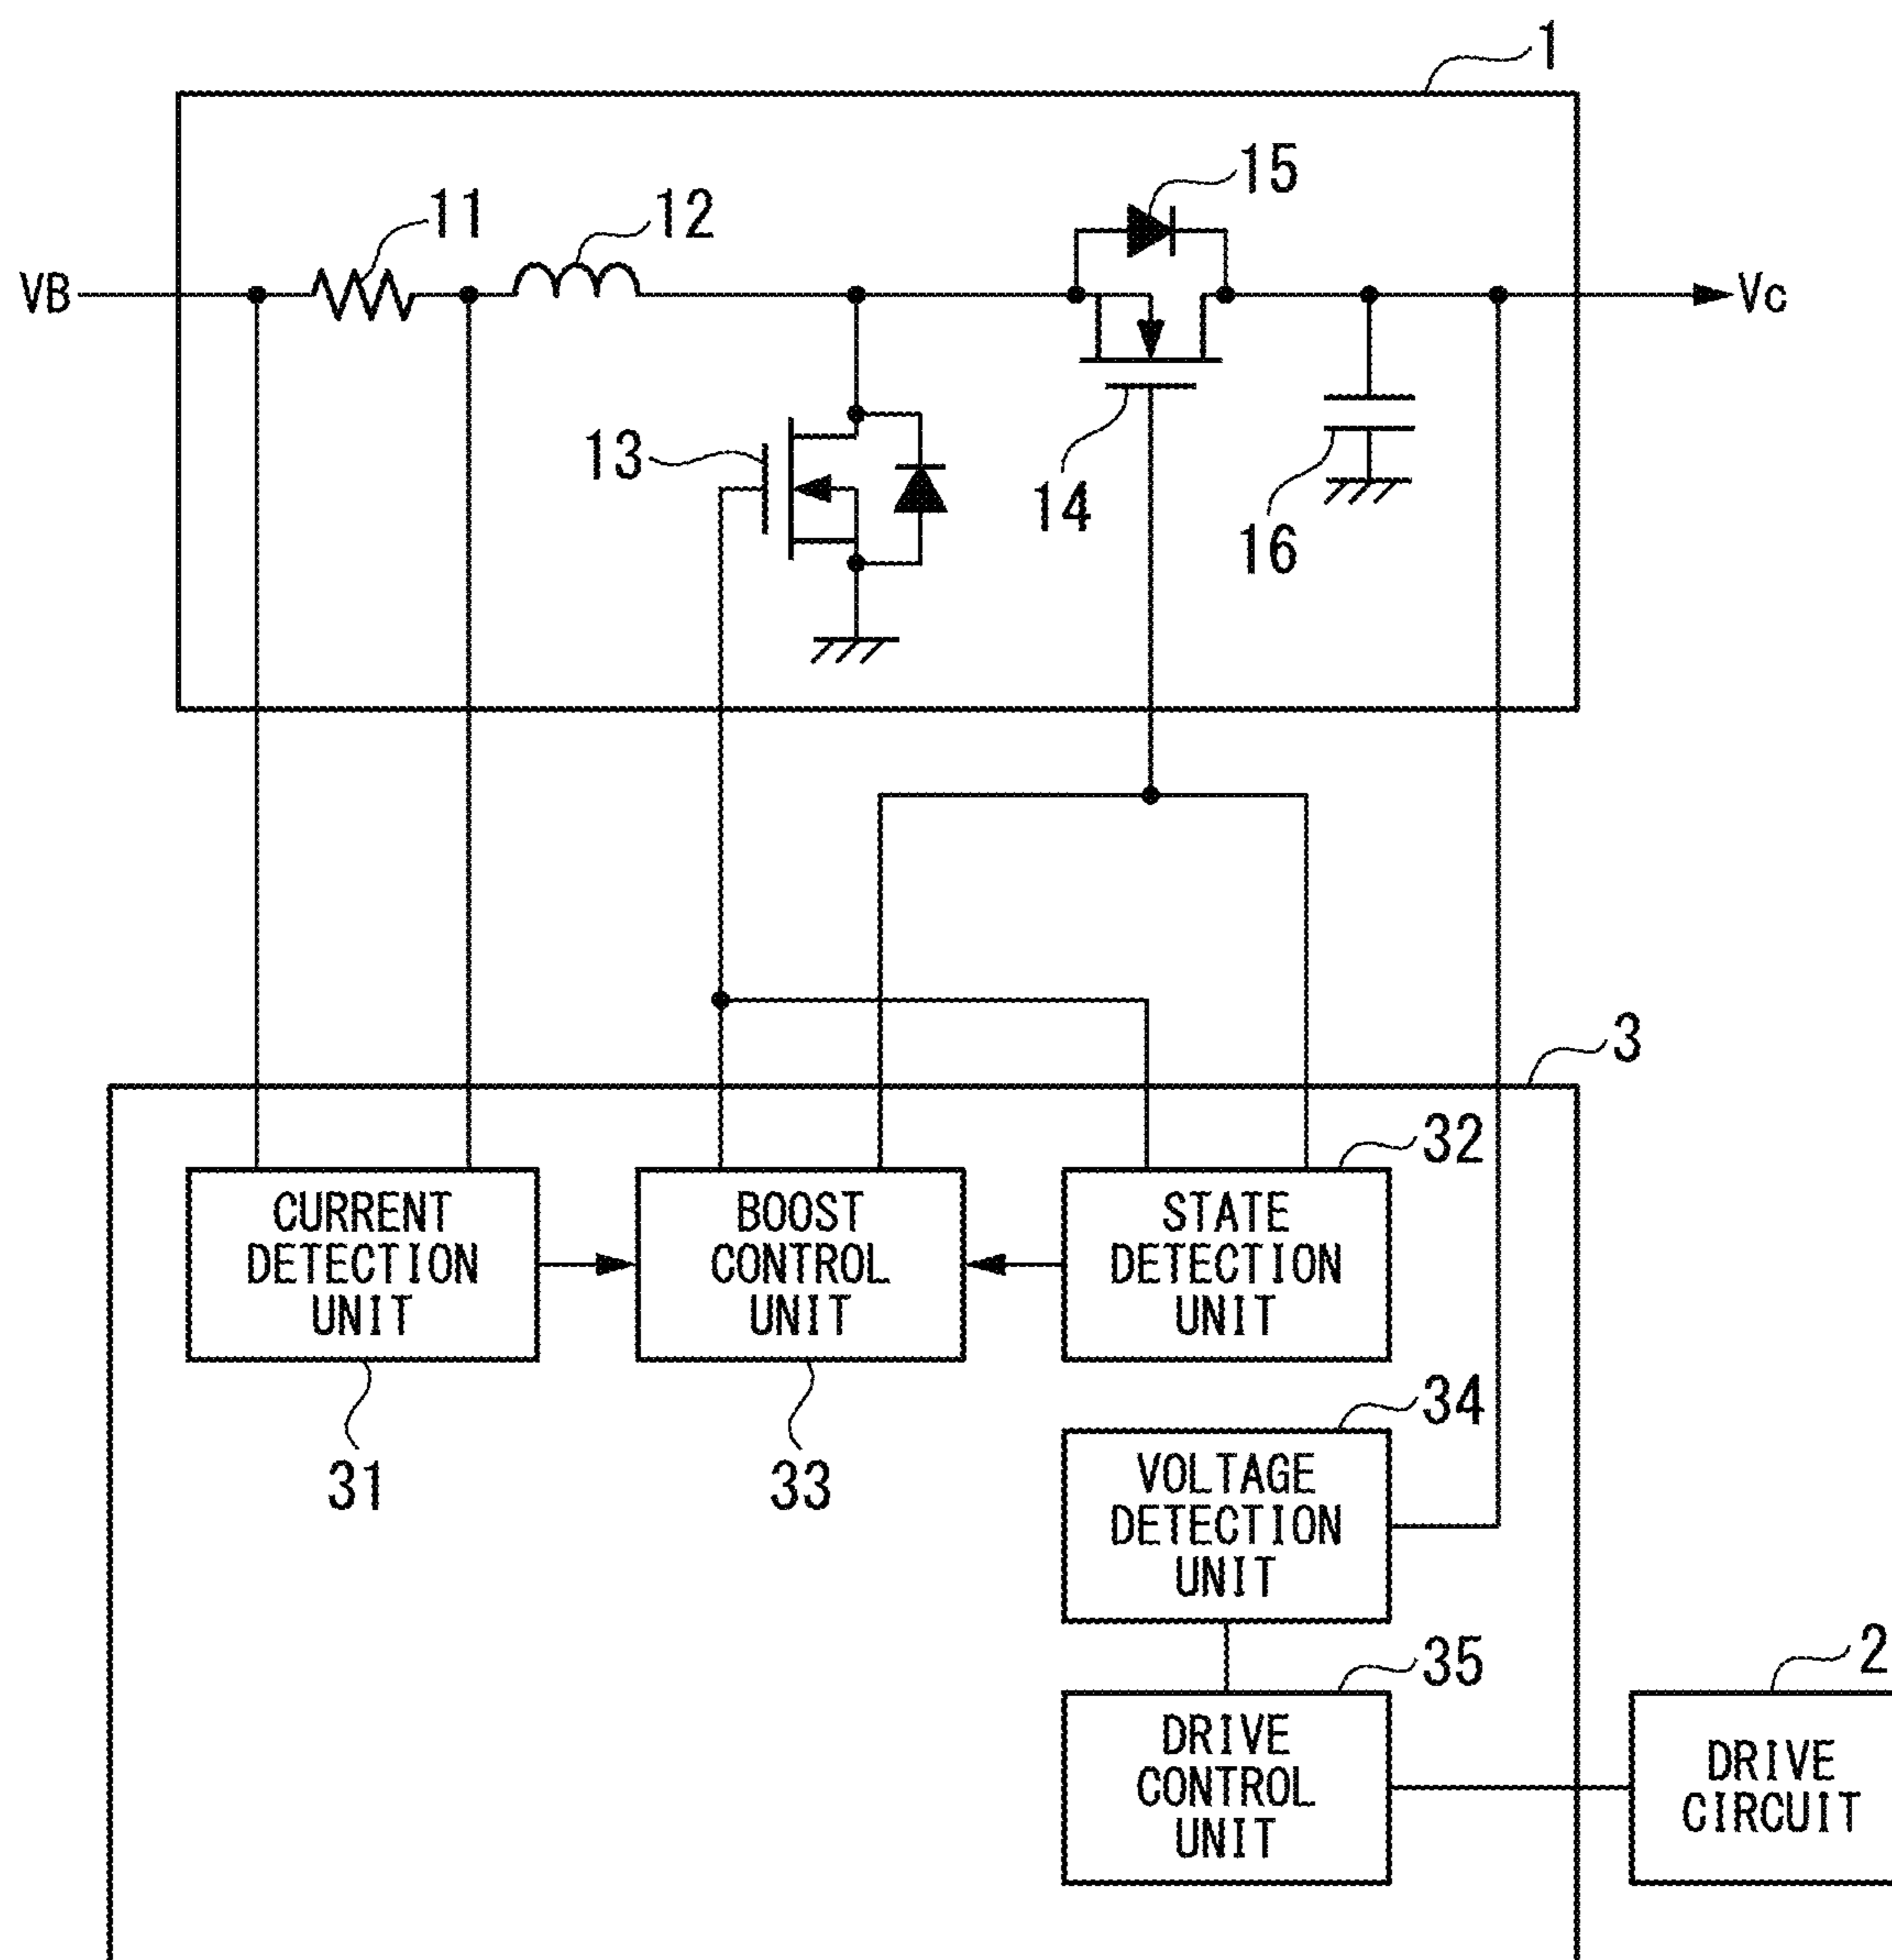 1
15
11
12
VB
Vc
13
14
16
3
32
CURRENT
DETECTION
UNIT
BOOST
CONTROL
UNIT
STATE
DETECTION
UNIT
31
33
34
VOLTAGE
DETECTION
UNIT
35
2
DRIVE
CONTROL
UNIT
DRIVE
CIRCUIT